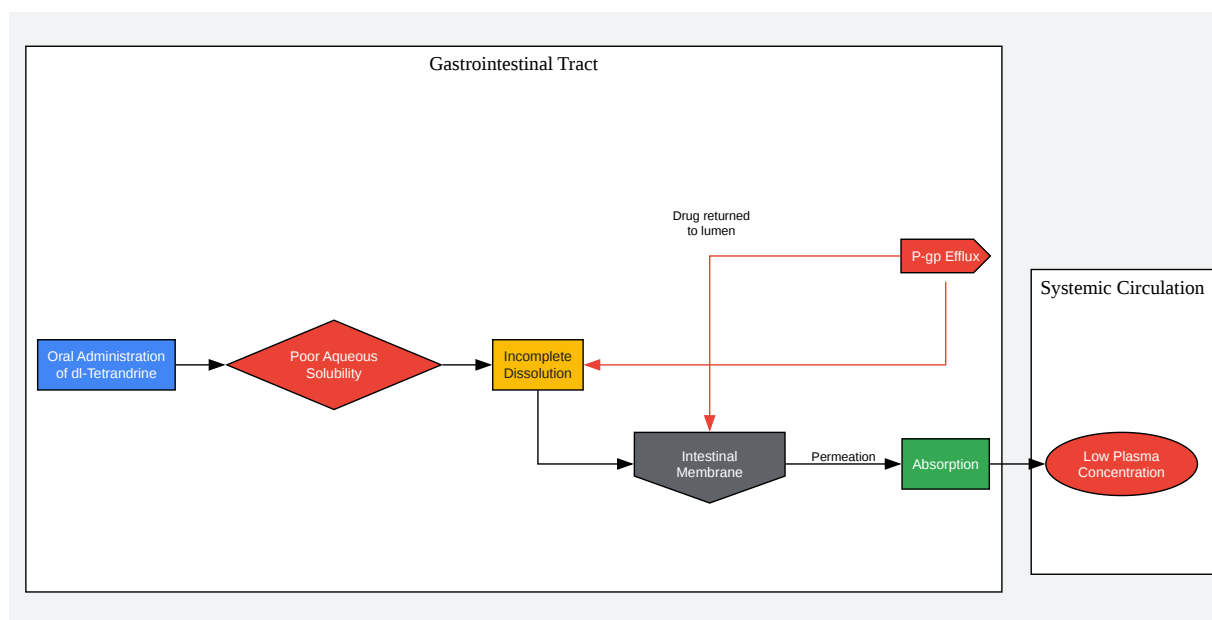 Gastrointestinal Tract
Drug returned
to lumen
P-gp Efflux
Systemic Circulation
Oral Administration
of dl-Tetrandrine
Poor Aqueous
Solubility
Incomplete
Dissolution
Intestinal
Membrane
Permeation
Absorption
Low Plasma
Concentration